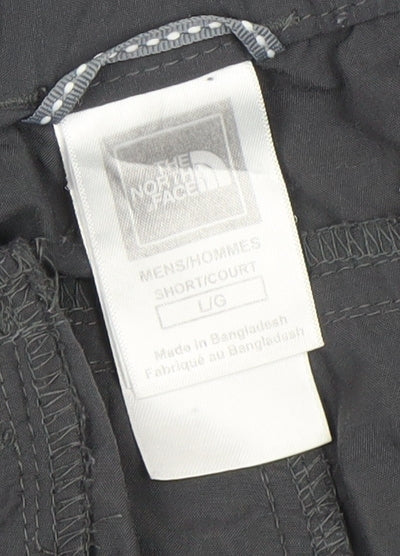 THE
NORTH
FACE
MENS/HOMMES
SHORT/COURT
L/G
Made in Bangladesh
Fabriqué au Bangladesh